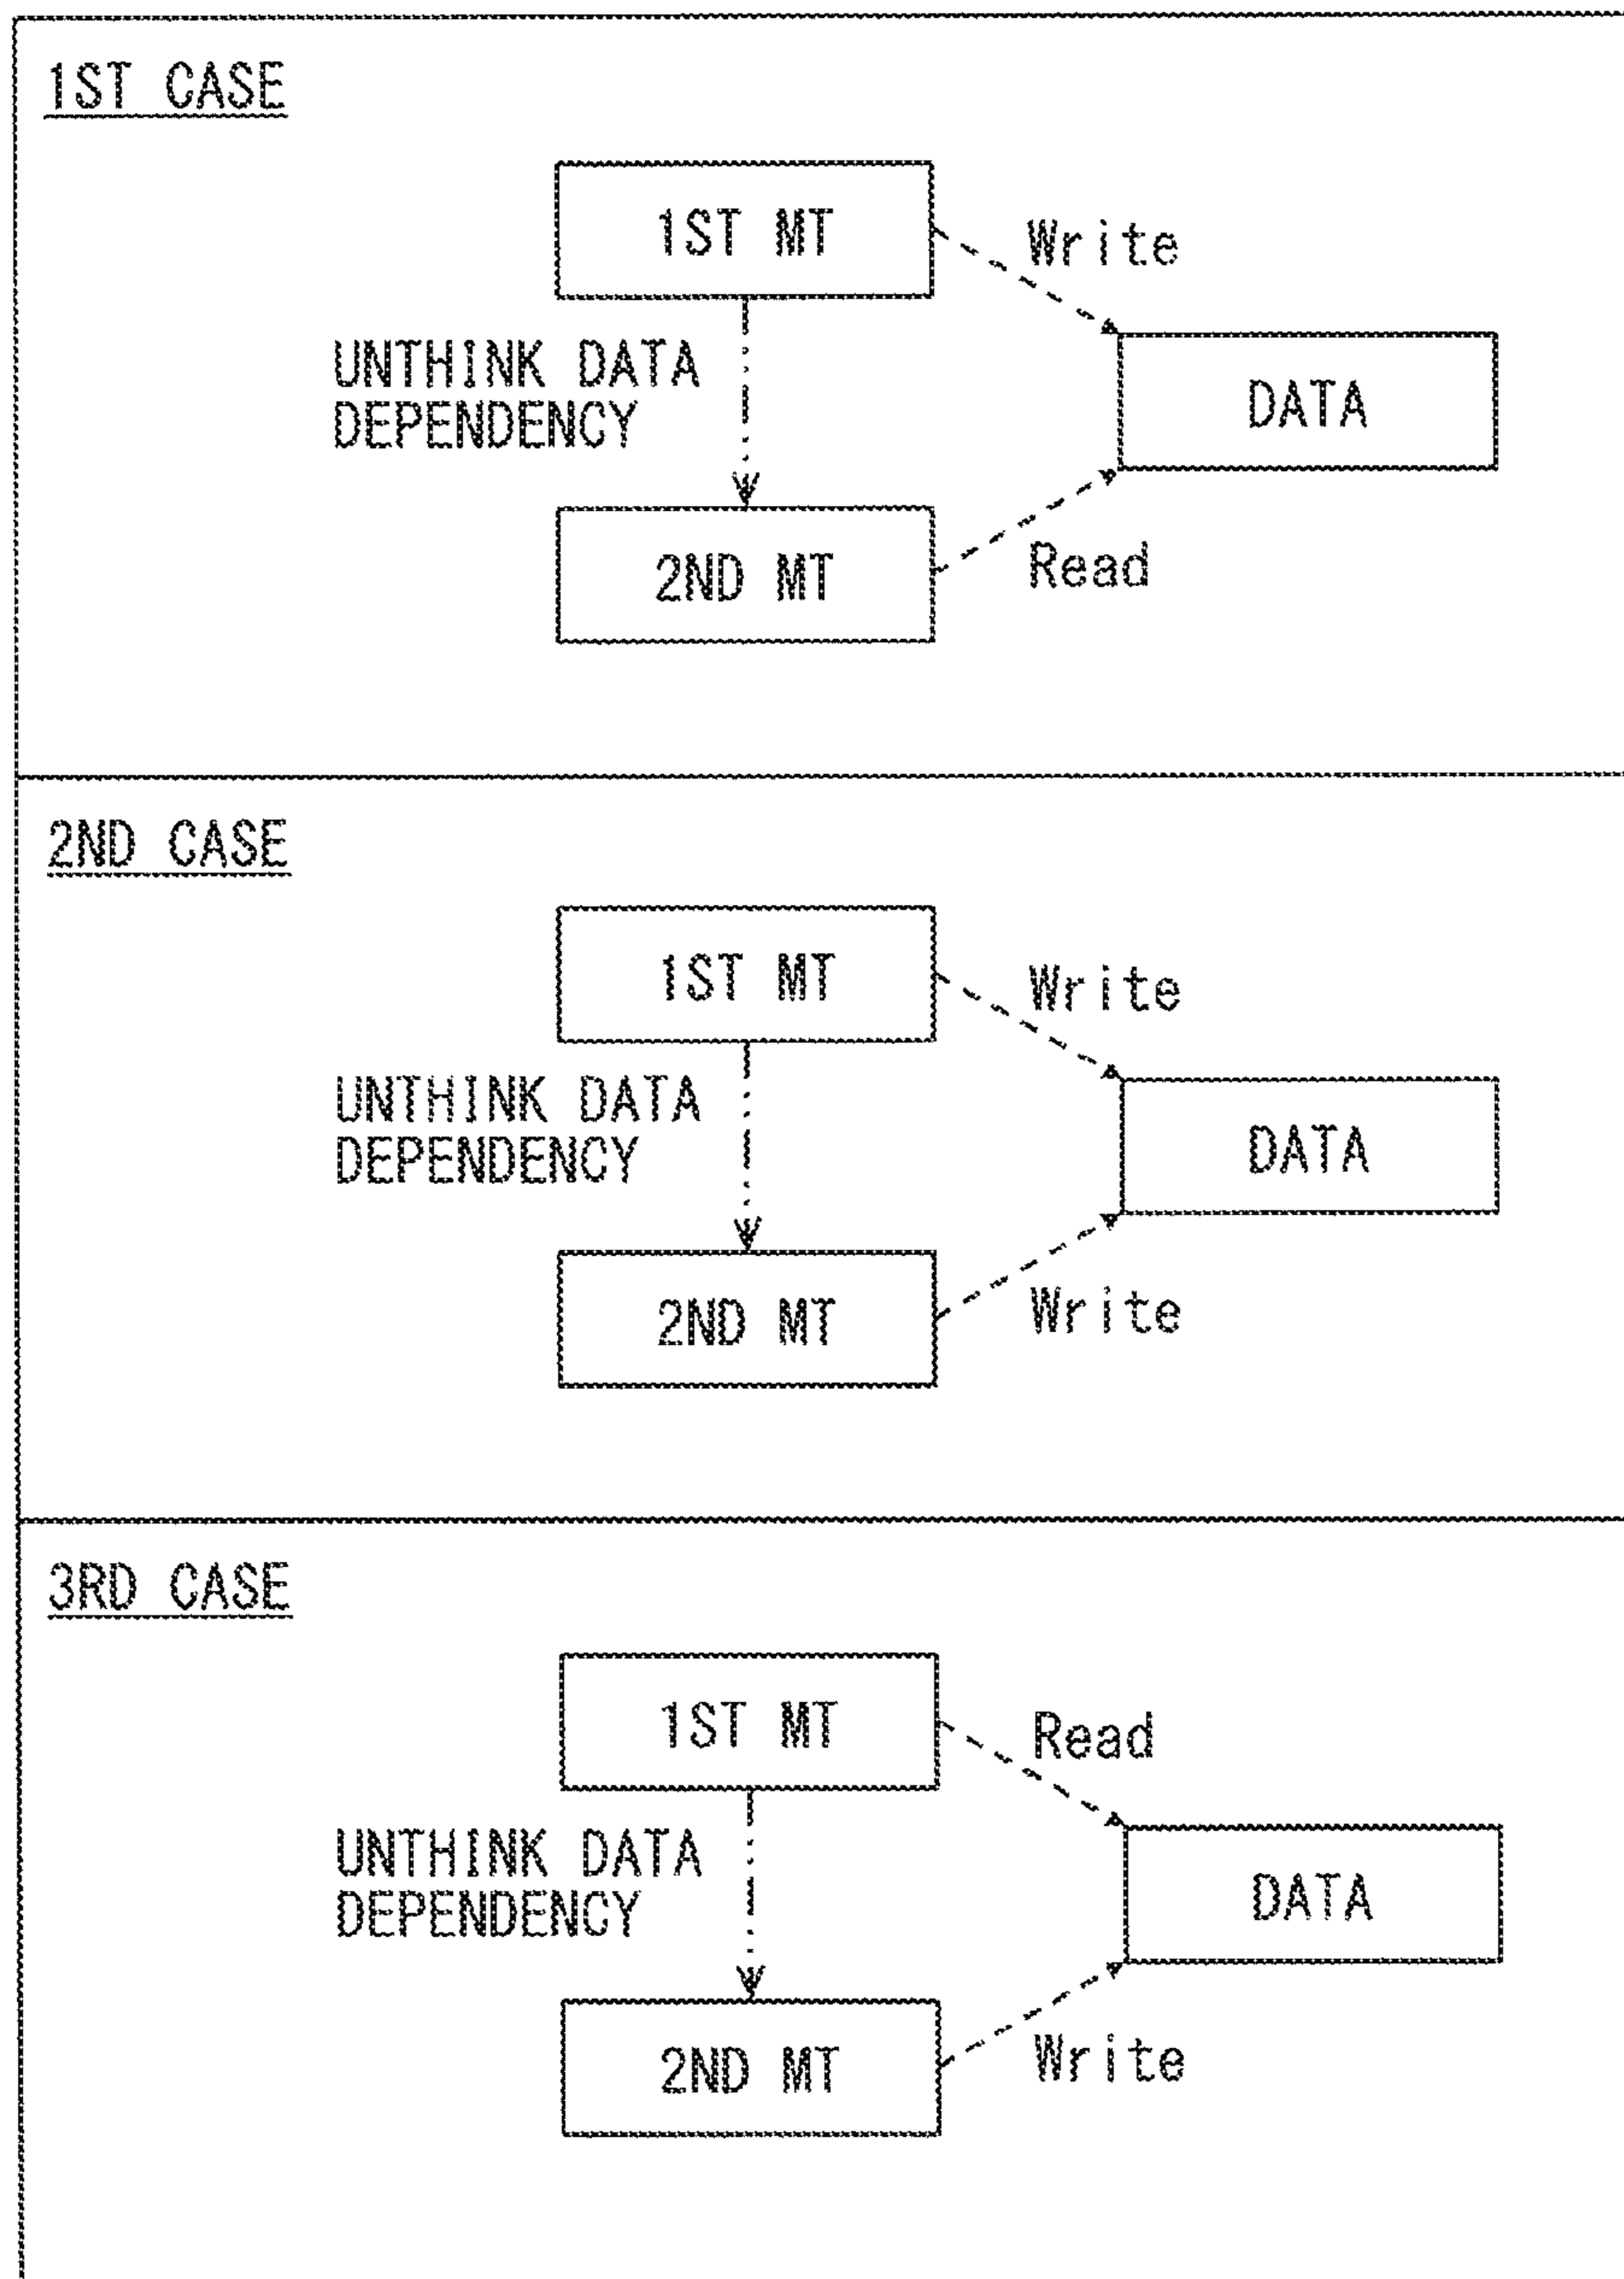 1ST CASE
1ST MT
Write
UNTHINK DATA
DEPENDENCY
DATA
2ND MT
Read
2ND CASE
1ST MT
Write
UNTHINK DATA
DEPENDENCY
DATA
2ND MT
Write
3RD CASE
1ST MT
Read
UNTHINK DATA
DEPENDENCY
DATA
2ND MT
Write